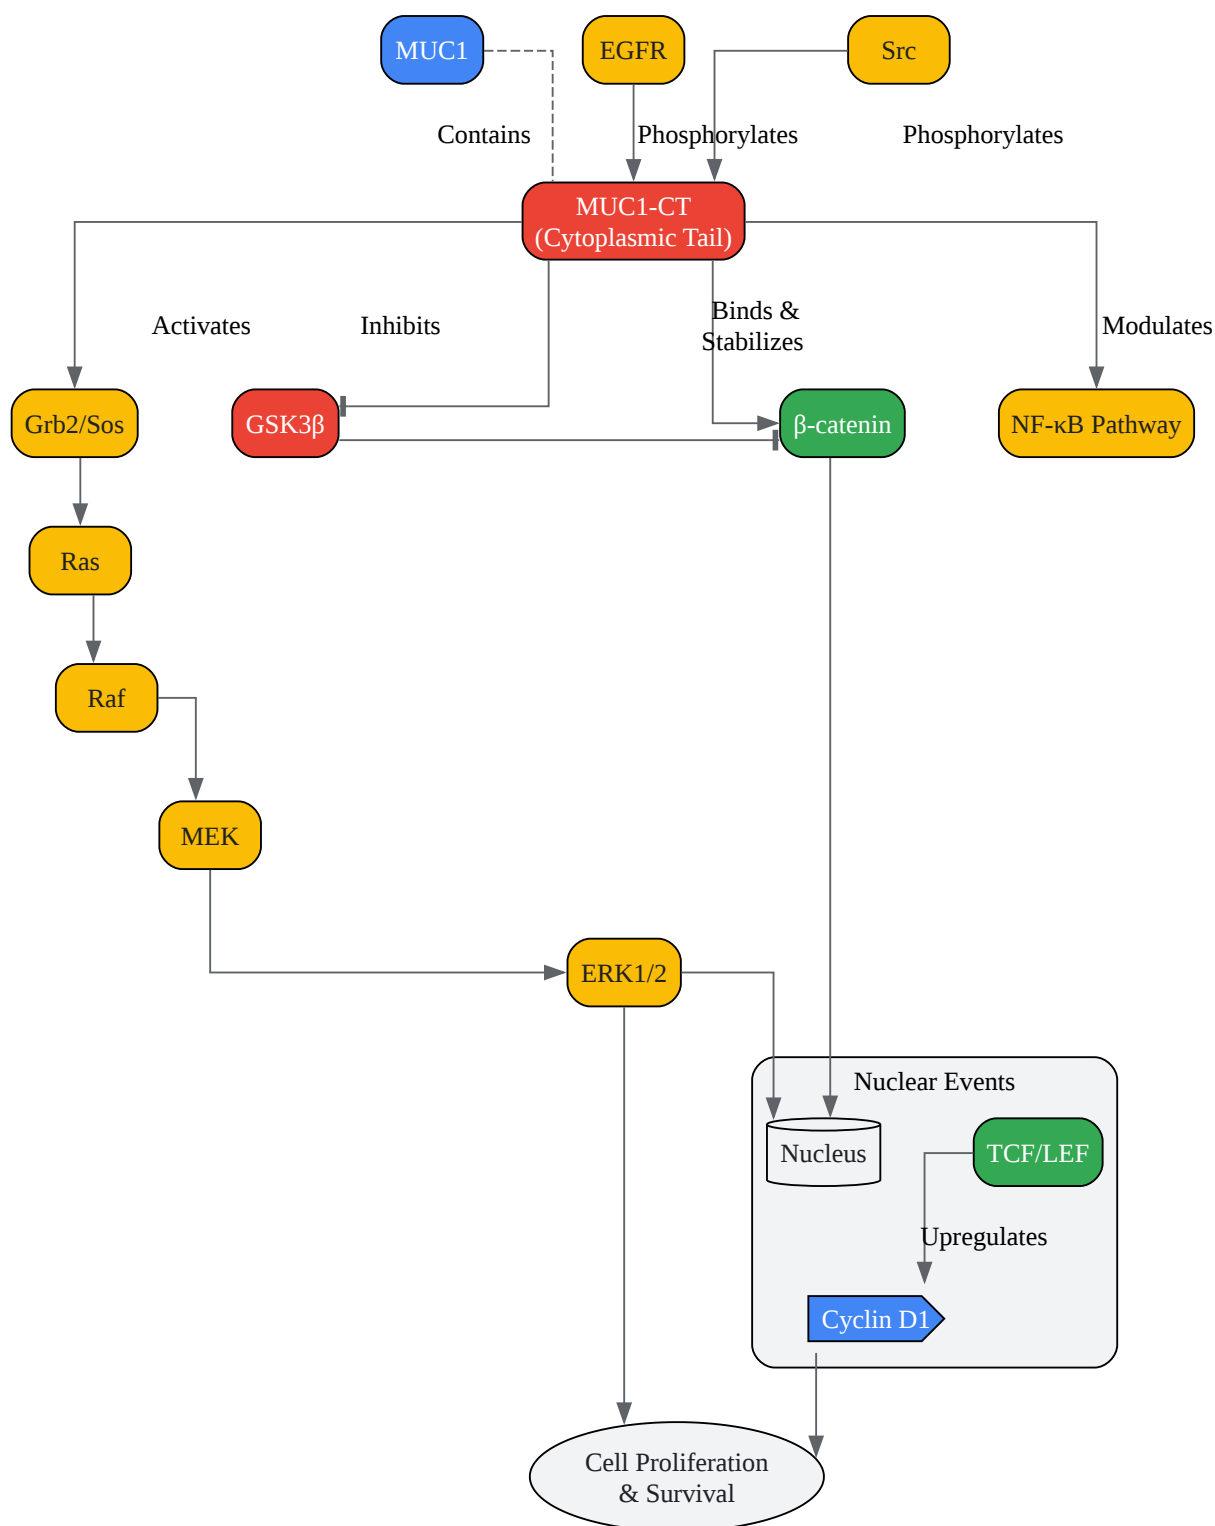 MUC1
EGFR
Src
Contains
Phosphorylates
Phosphorylates
MUC1-CT
(Cytoplasmic Tail)
Activates
Inhibits
Binds &
Stabilizes
Modulates
Grb2/Sos
GSK3β
β-catenin
NF-κB Pathway
Ras
Raf
MEK
ERK1/2
Nuclear Events
Nucleus
TCF/LEF
Upregulates
Cyclin D1
Cell Proliferation
& Survival